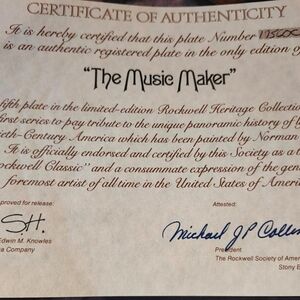 CERTIFICATE OF AUTHENTICITY
It is hereby certified that this plate Number
is an authentic registered plate in the only edition of
"The Music Maker"
fifth plate in the limited-edition Rockwell Heritage Collection
first series to pay tribute to the unique panoramic history of
Century America which has been painted by Norman
It is officially endorsed and certified by this Society as a
Rockwell Classic" and a consummate expression of the
foremost artist of all time in the United States of America
Approved for release:
Attested:
S.H.
Michael JP Collins
Edwin M. Knowles
President
China Company
The Rockwell Society of America
Stony